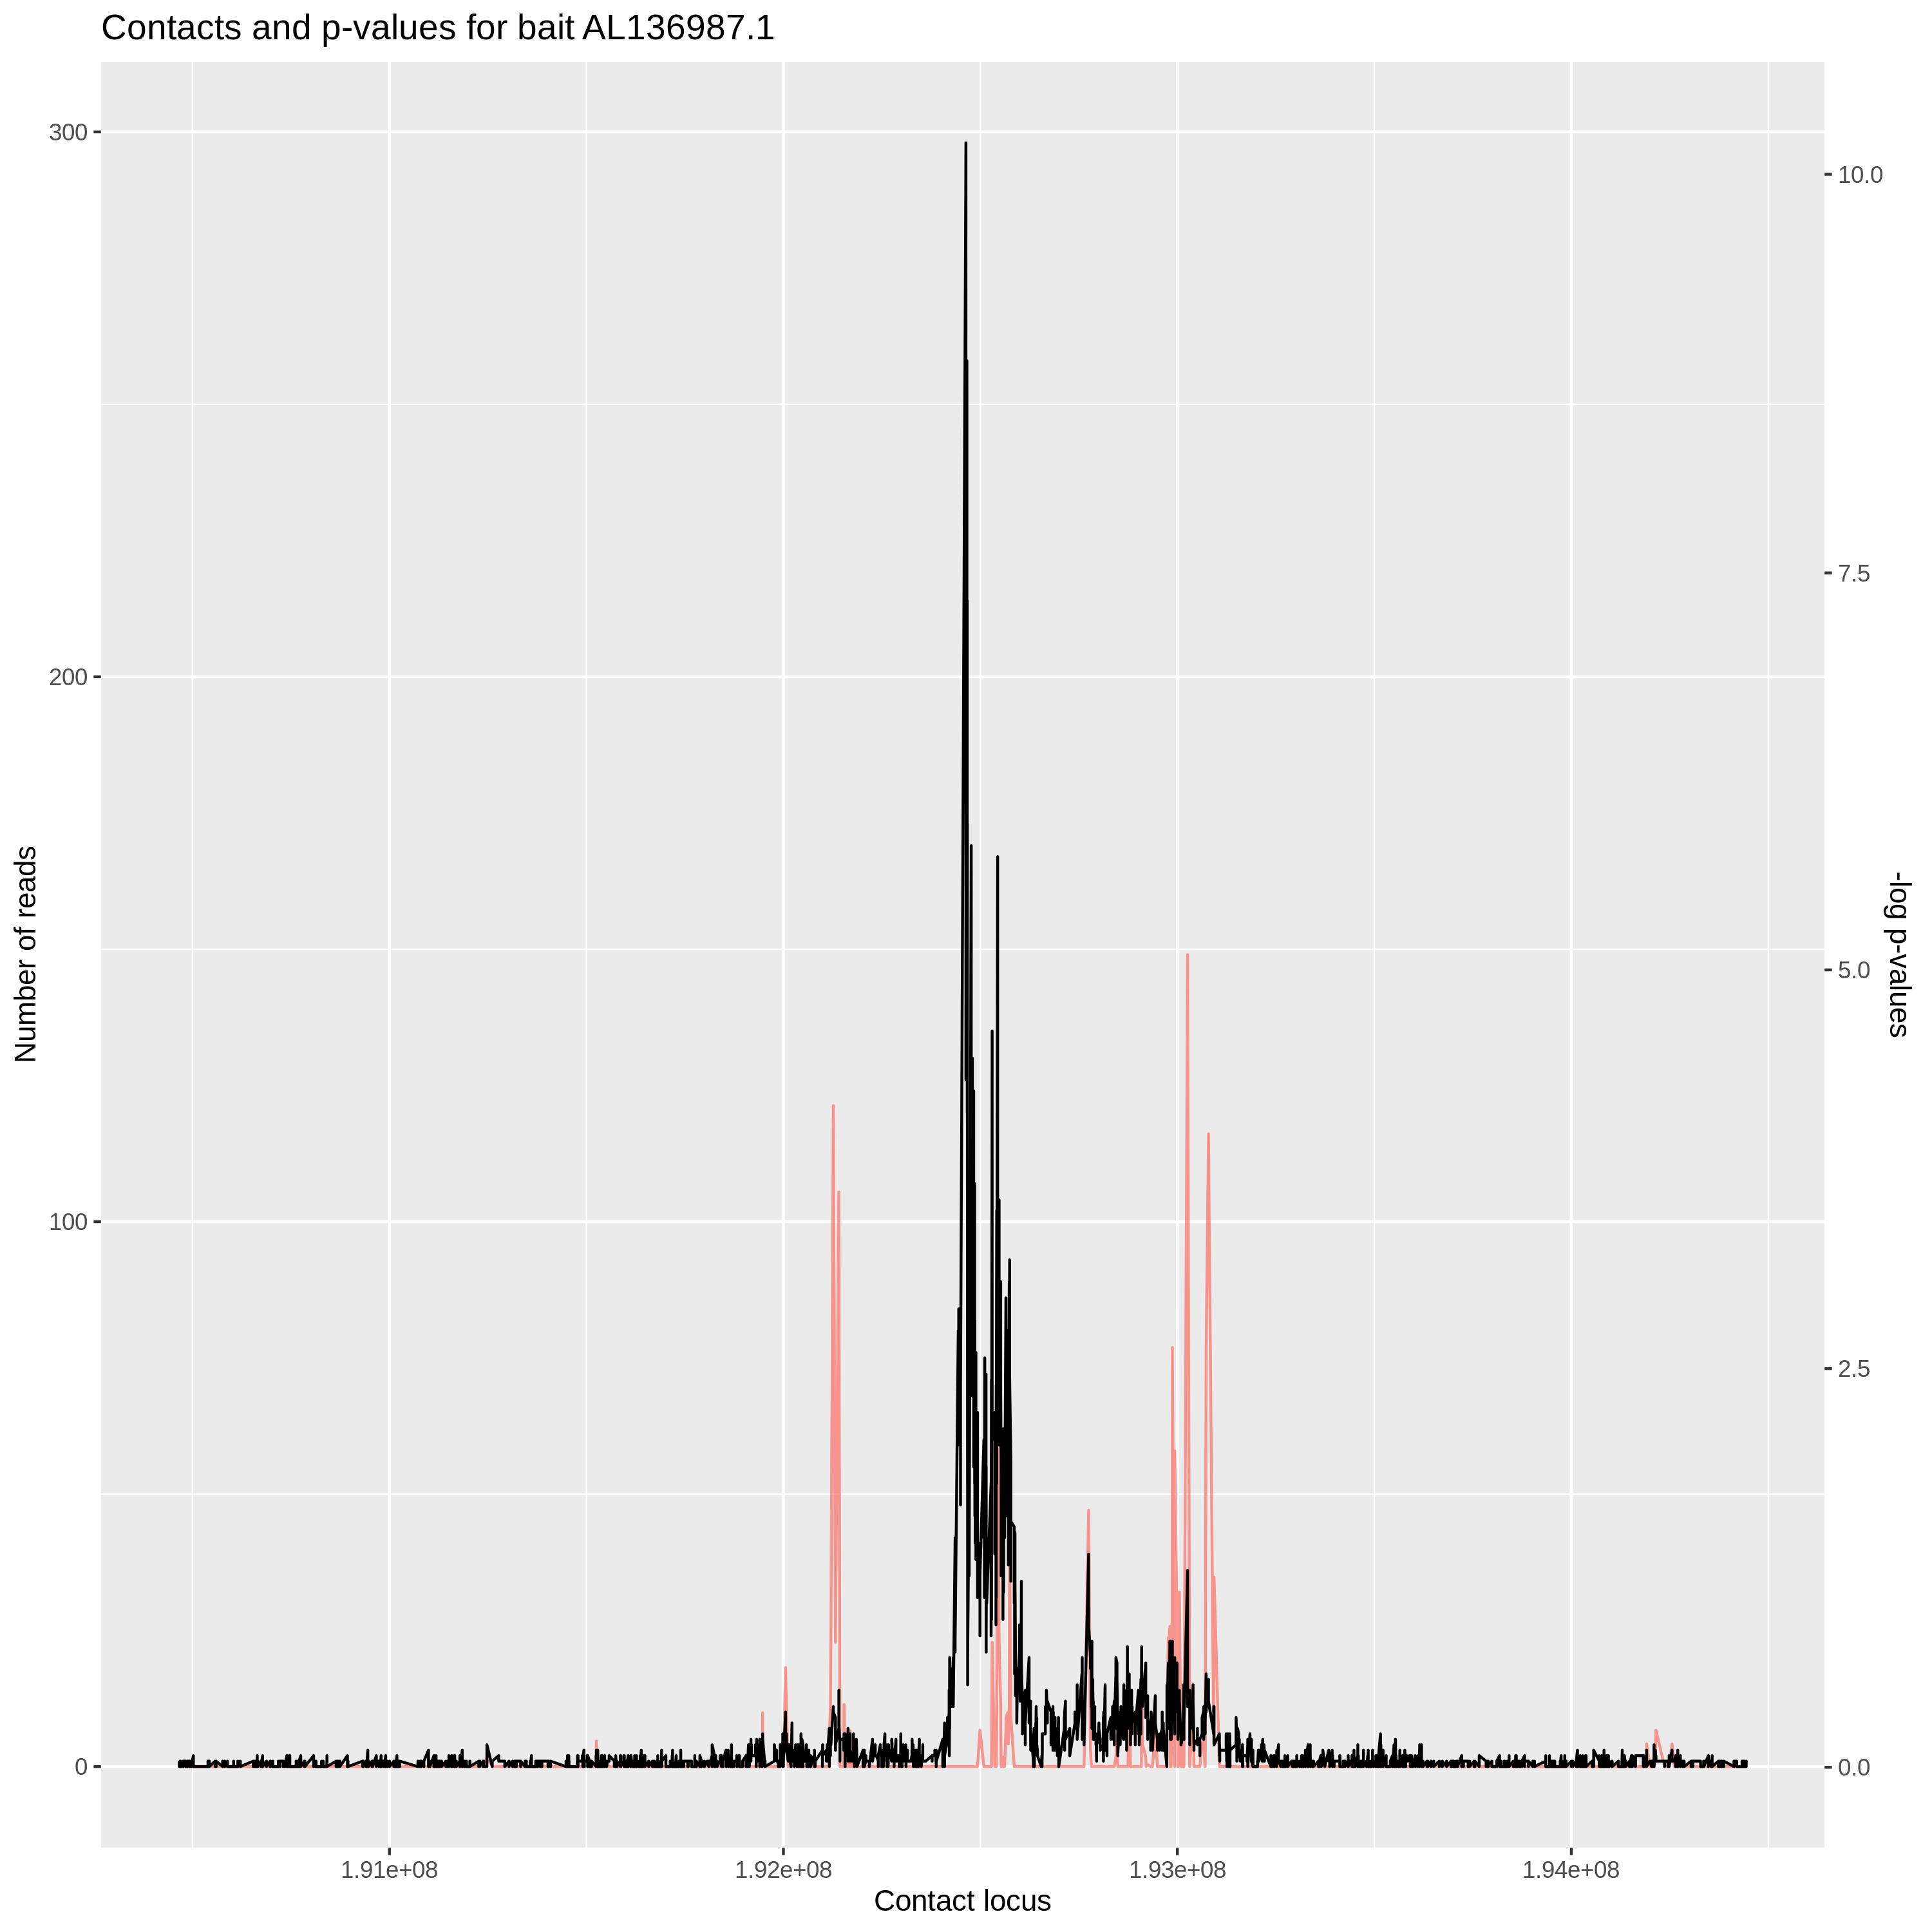 Contacts and p-values for bait AL136987.1
300
200
100
0
Number of reads
10.0
7.5
5.0
2.5
0.0
-log p-values
1.91e+08
1.92e+08
1.93e+08
1.94e+08
Contact locus